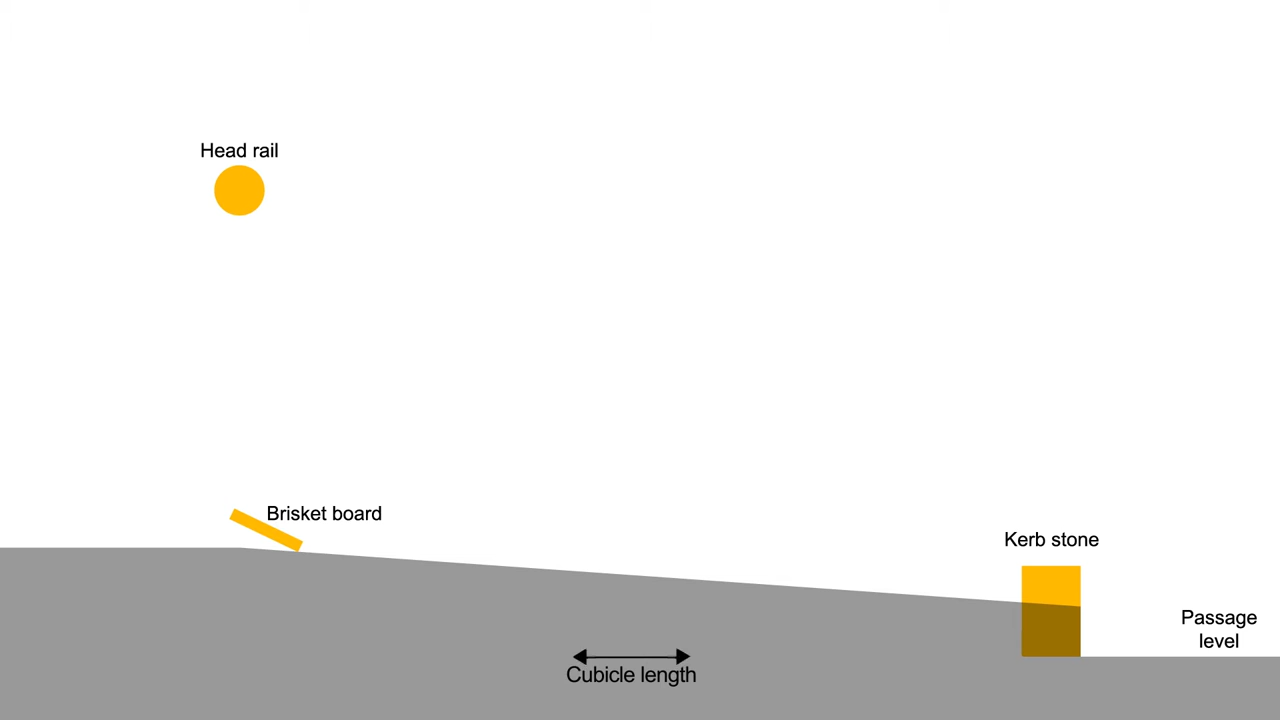 Head rail
Brisket board
Kerb stone
Passage
level
Cubicle length